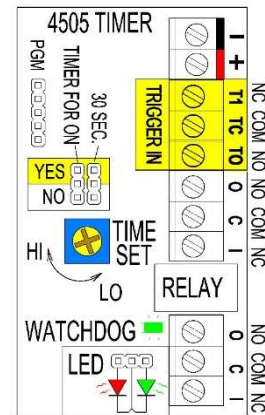 4505 TIMER
PGM
TIMER FOR ON
30 SEC.
YES
NO
TIME
SET
HI
LO
WATCHDOG
LED
TRIGGER IN
RELAY
-
+
T1 NC
TC COM
TO NO
O NO
C COM
I NC
O NO
C COM
I NC